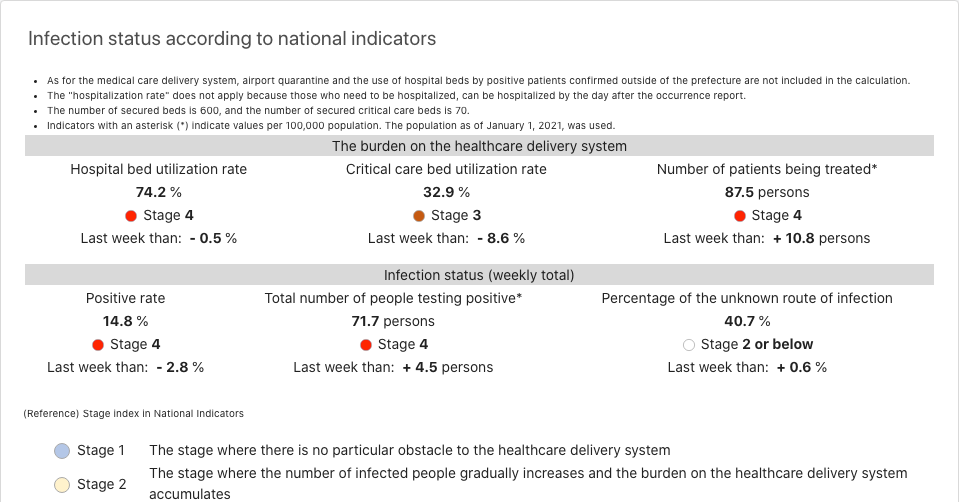 Infection status according to national indicators
• As for the medical care delivery system, airport quarantine and the use of hospital beds by positive patients confirmed outside of the prefecture are not included in the calculation.
• The "hospitalization rate" does not apply because those who need to be hospitalized, can be hospitalized by the day after the occurrence report.
• The number of secured beds is 600, and the number of secured critical care beds is 70.
• Indicators with an asterisk (*) indicate values per 100,000 population. The population as of January 1, 2021, was used.
The burden on the healthcare delivery system
Hospital bed utilization rate Critical care bed utilization rate Number of patients being treated*
74.2 % 32.9 % 87.5 persons
Stage 4 Stage 3 Stage 4
Last week than: - 0.5 % Last week than: - 8.6 % Last week than: + 10.8 persons
Infection status (weekly total)
Positive rate Total number of people testing positive* Percentage of the unknown route of infection
14.8 % 71.7 persons 40.7 %
Stage 4 Stage 4 Stage 2 or below
Last week than: - 2.8 % Last week than: + 4.5 persons Last week than: + 0.6 %
(Reference) Stage index in National Indicators
Stage 1 The stage where there is no particular obstacle to the healthcare delivery system
Stage 2 The stage where the number of infected people gradually increases and the burden on the healthcare delivery system
accumulates